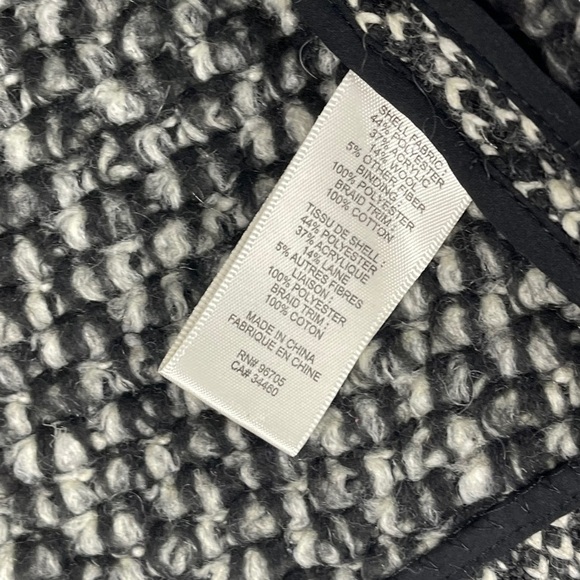 SHELL FABRIC :
44% POLYESTER
37% ACRYLIC
14% WOOL
5% OTHER FIBER
BINDING :
100% POLYESTER
BRAID TRIM :
100% COTTON
TISSU DE SHELL :
44% POLYESTER
37% ACRYLIQUE
14% LAINE
5% AUTRES FIBRES
LIAISON :
100% POLYESTER
BRAID TRIM :
100% COTON
MADE IN CHINA
FABRIQUE EN CHINE
RN# 96705
CA# 34460